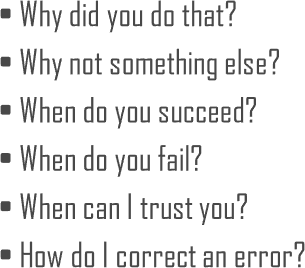 ▪ Why did you do that?
▪ Why not something else?
▪ When do you succeed?
▪ When do you fail?
▪ When can I trust you?
▪ How do I correct an error?